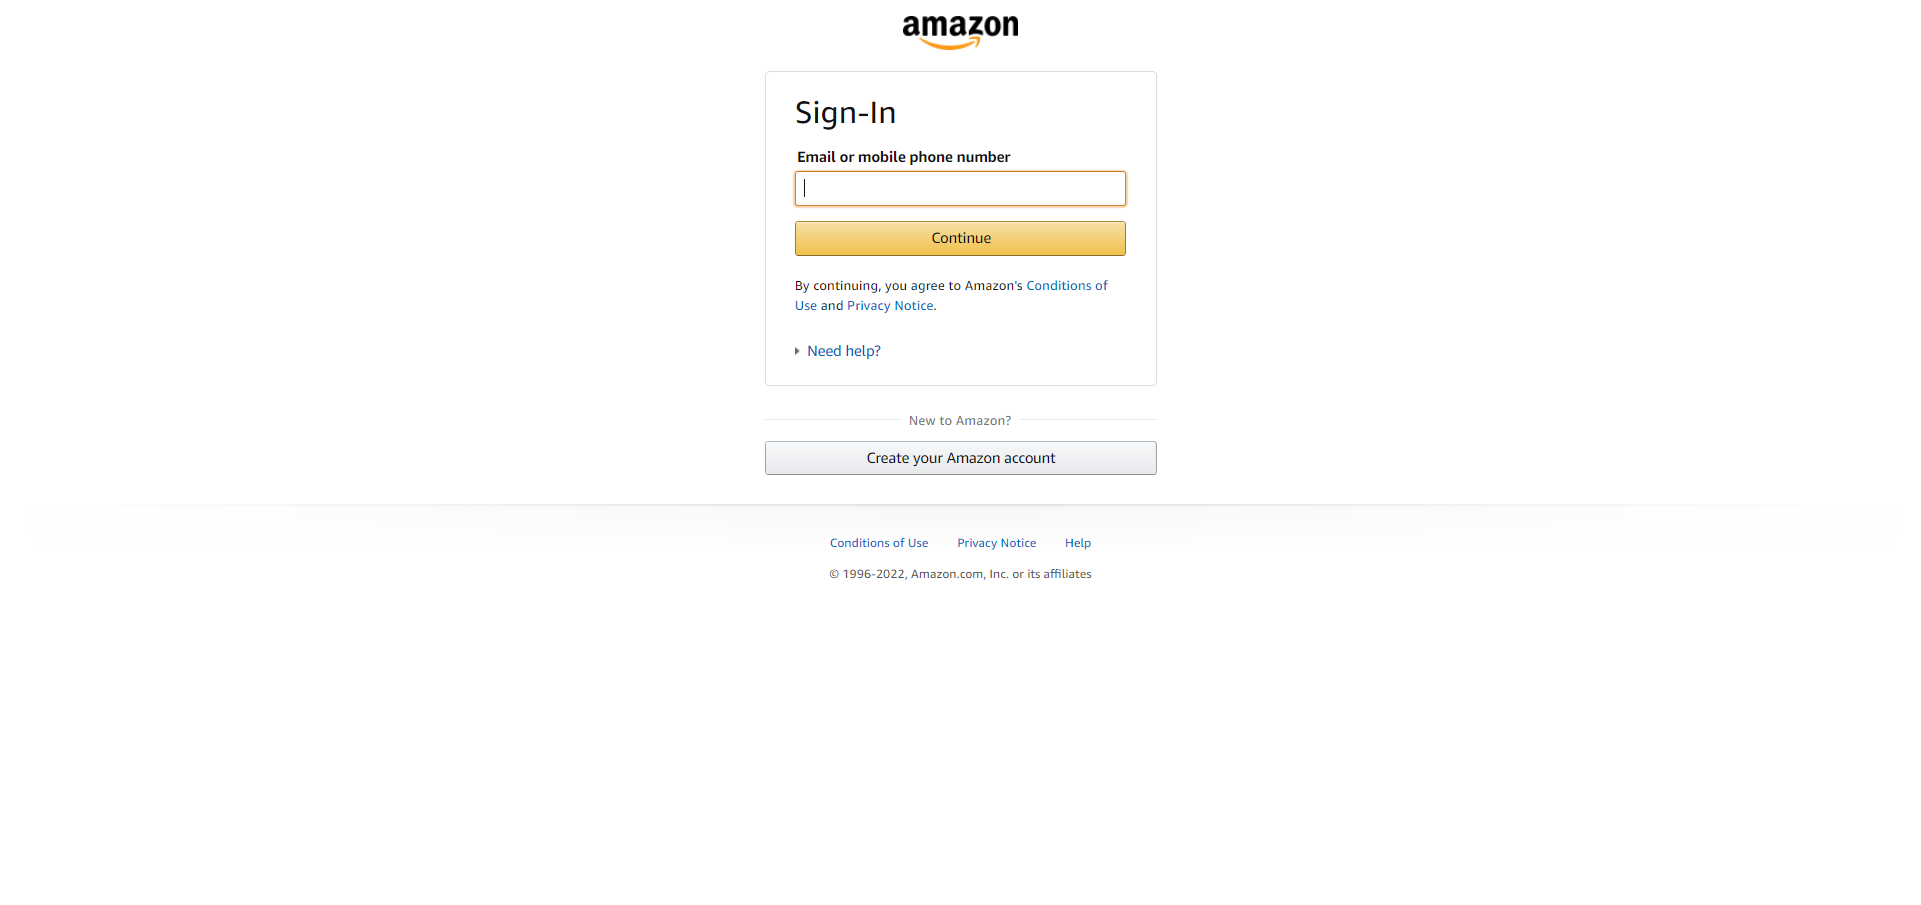 amazon
Sign-In
Email or mobile phone number
Continue
By continuing, you agree to Amazon's Conditions of
Use and Privacy Notice.
Need help?
New to Amazon?
Create your Amazon account
Conditions of Use Privacy Notice Help
© 1996-2022, Amazon.com, Inc. or its affiliates